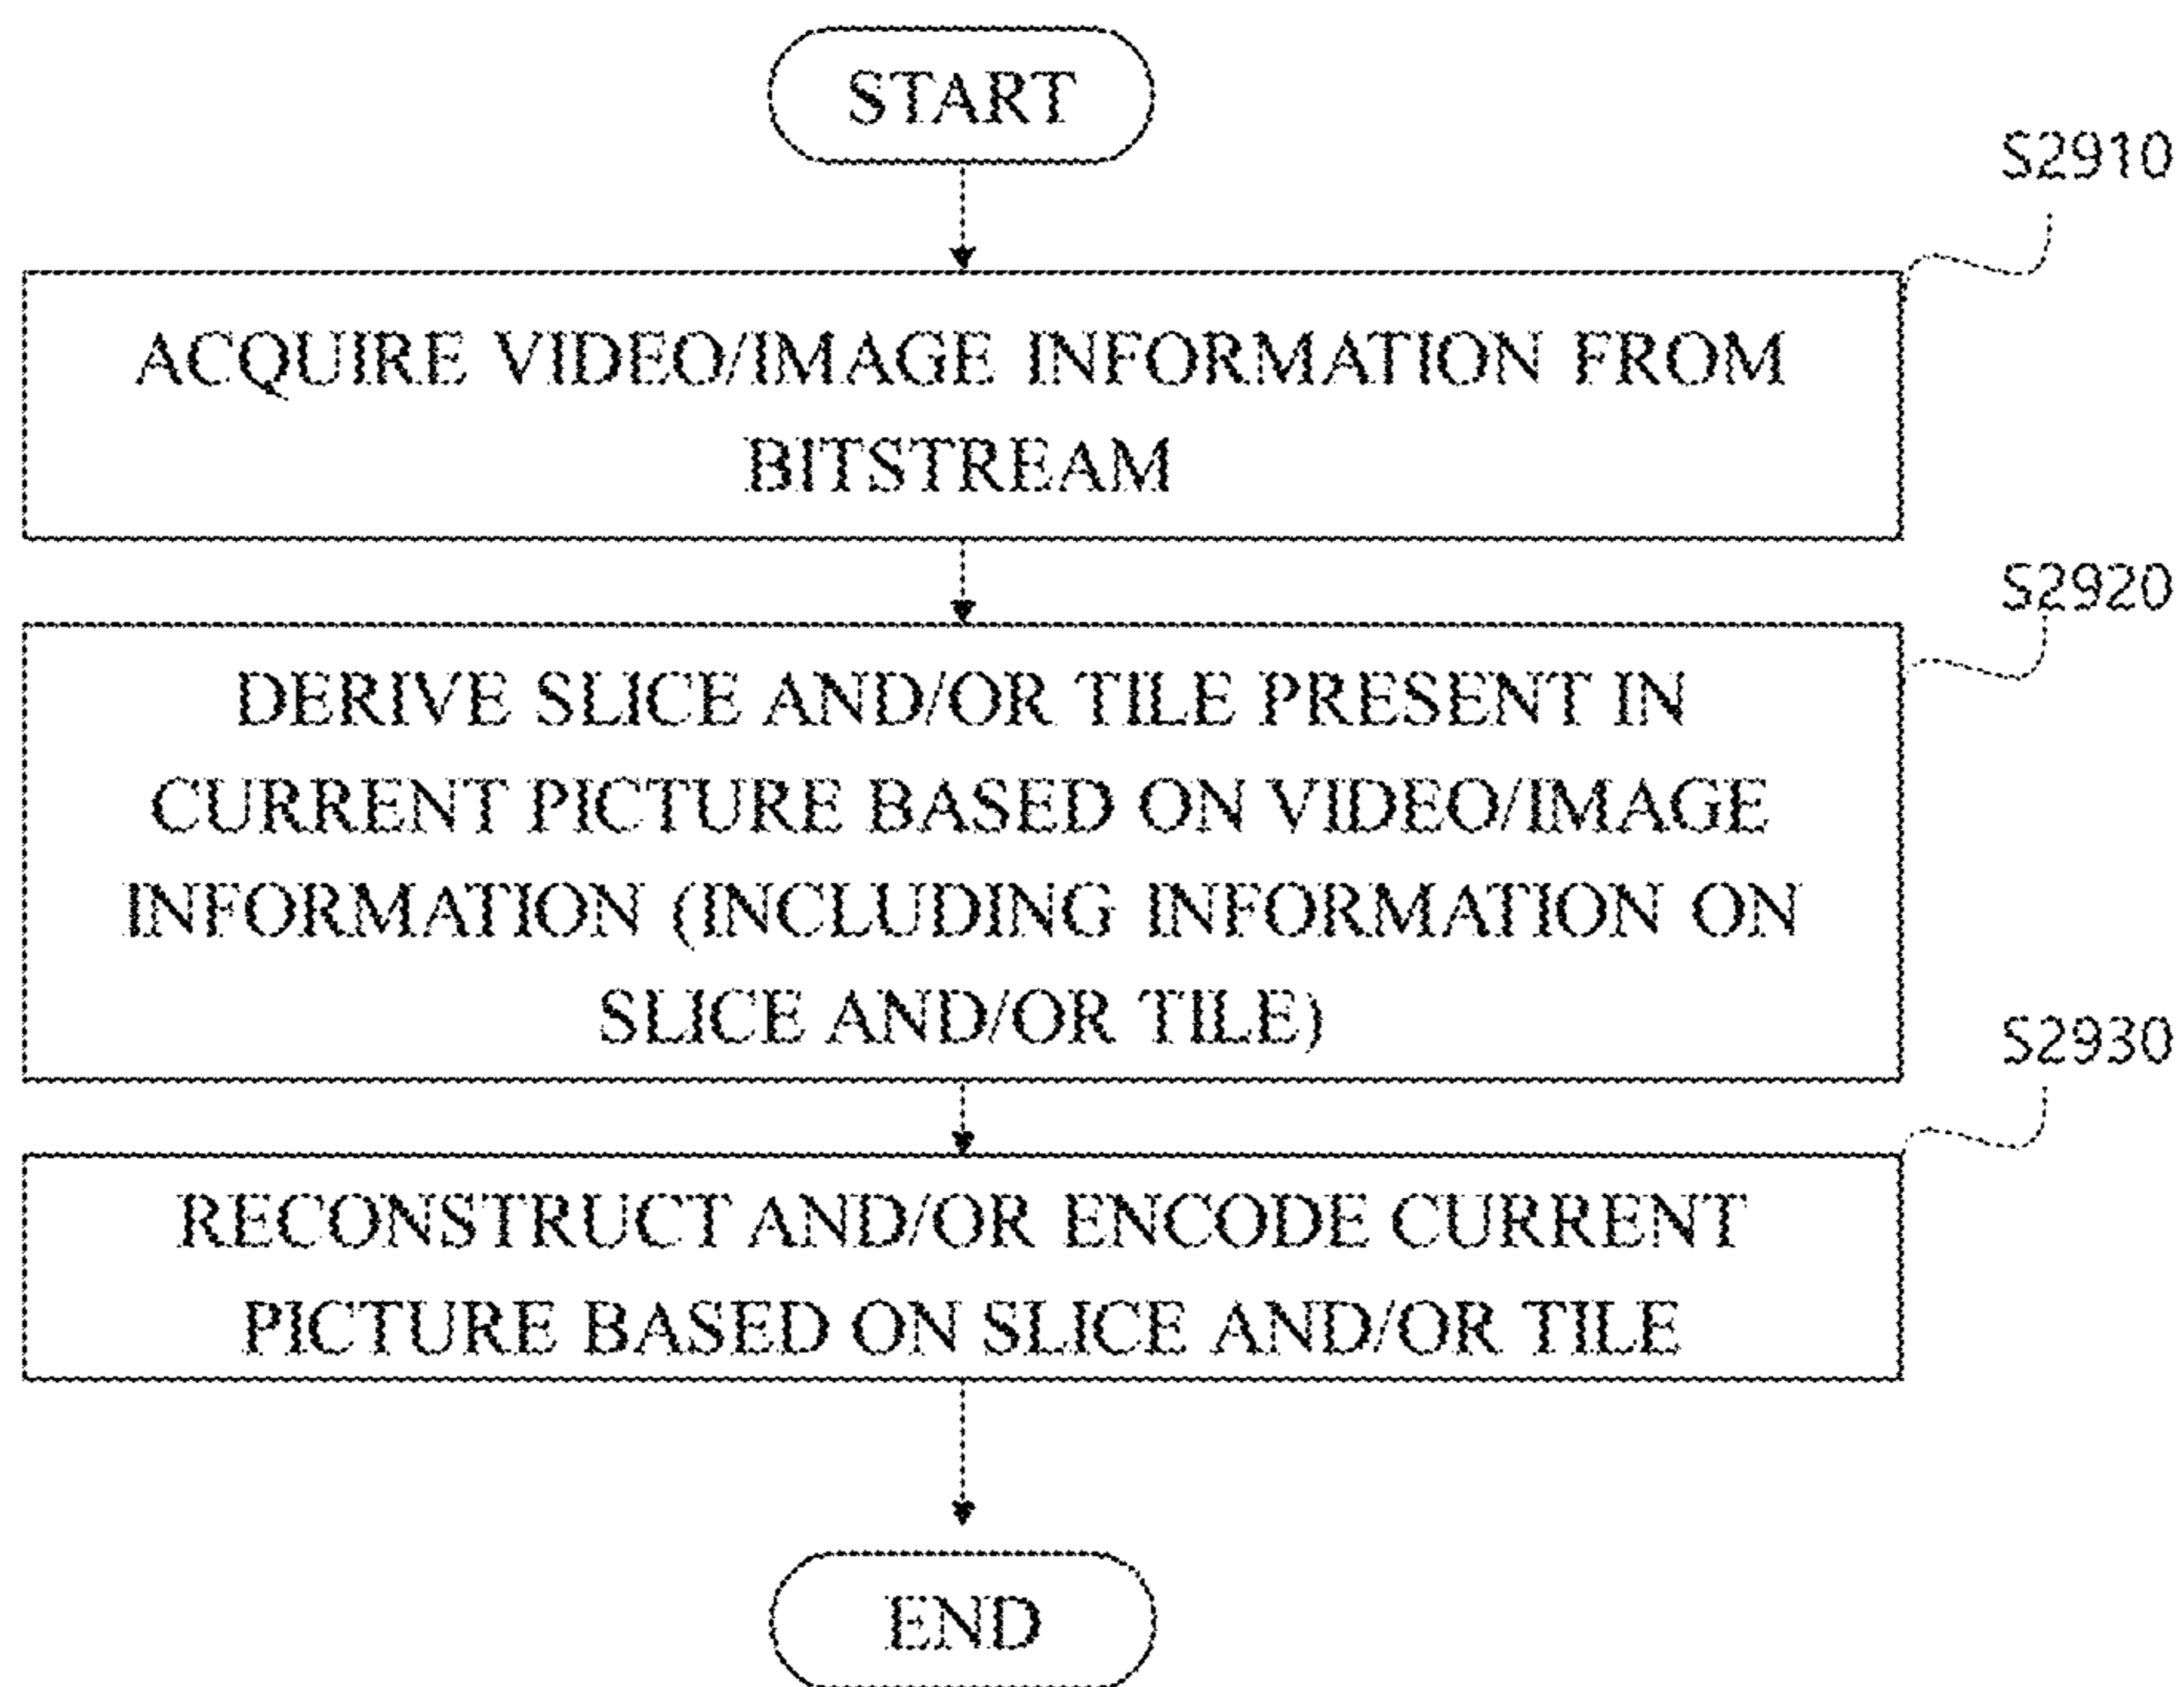 START
S2910
ACQUIRE VIDEO/IMAGE INFORMATION FROM
BITSTREAM
S2920
DERIVE SLICE AND/OR TILE PRESENT IN
CURRENT PICTURE BASED ON VIDEO/IMAGE
INFORMATION (INCLUDING INFORMATION ON
SLICE AND/OR TILE)
S2930
RECONSTRUCT AND/OR ENCODE CURRENT
PICTURE BASED ON SLICE AND/OR TILE
END